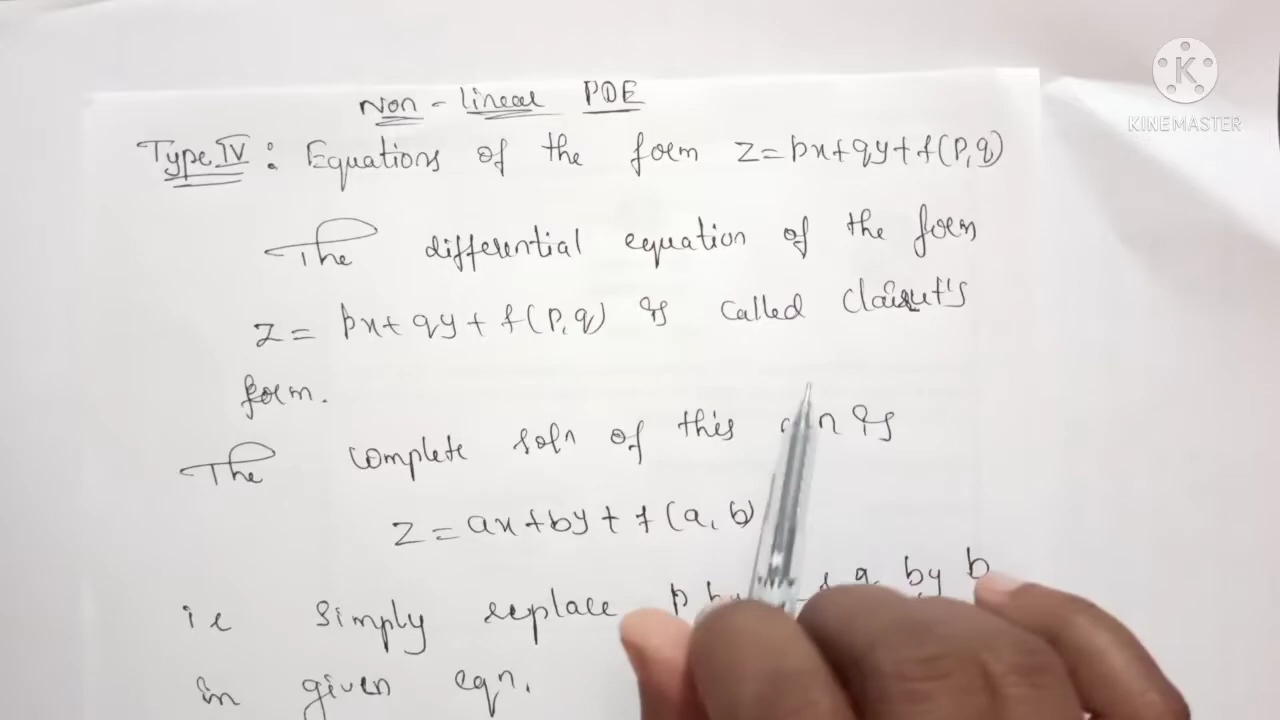 Non-linear PDE
KINEMASTER
Type IV : Equations of the form z=px+qy+f(p,q)
The differential equation of the form
z= px+qy+f(p,q) is called Clairaut's
form.
The complete soln of this is
z=ax+by+f(a,b)
ie simply replace p q by b
in given eqn.